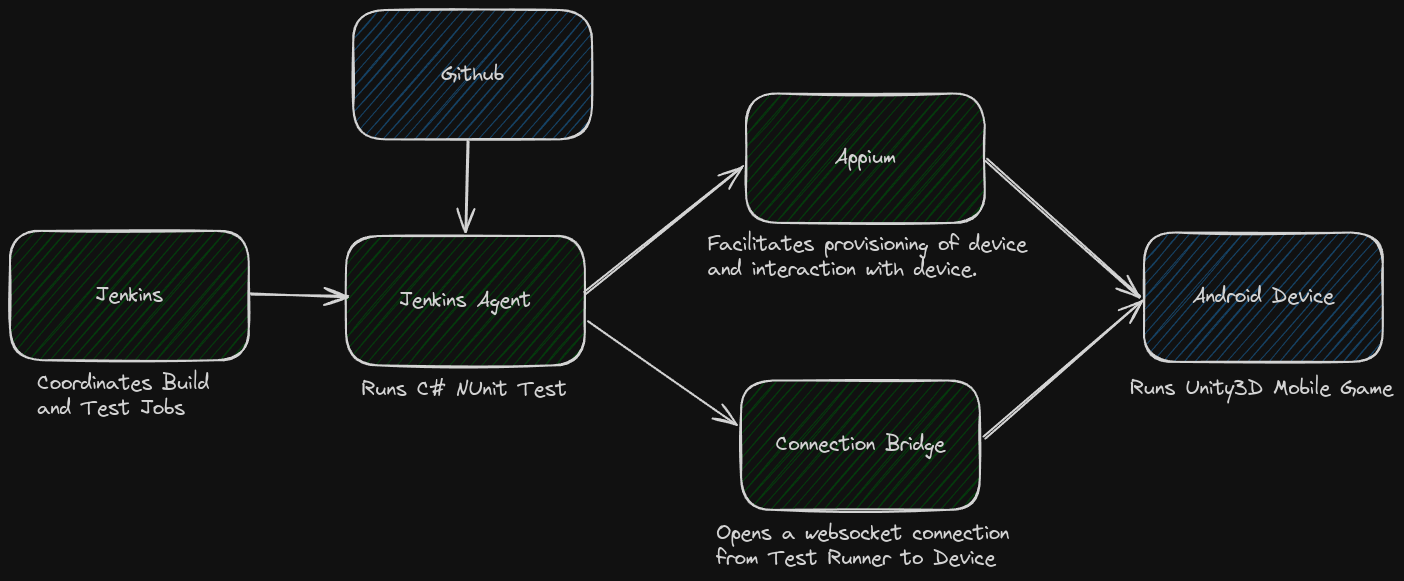 Github
Appium
Facilitates provisioning of device
and interaction with device.
Jenkins
Coordinates Build
and Test Jobs
Jenkins Agent
Runs C# NUnit Test
Android Device
Runs Unity3D Mobile Game
Connection Bridge
Opens a websocket connection
from Test Runner to Device